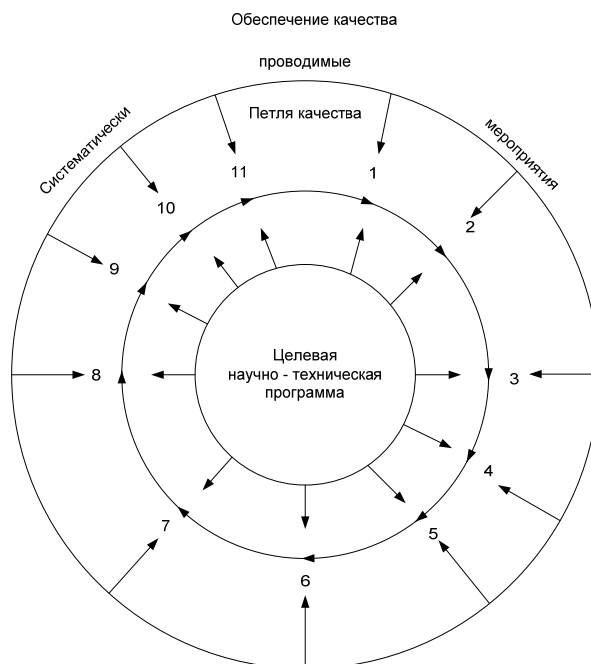 Обеспечение качества
проводимые
Систематически
мероприятия
Петля качества
11
1
10
2
9
8
3
4
7
5
6
Целевая
научно - техническая
программа